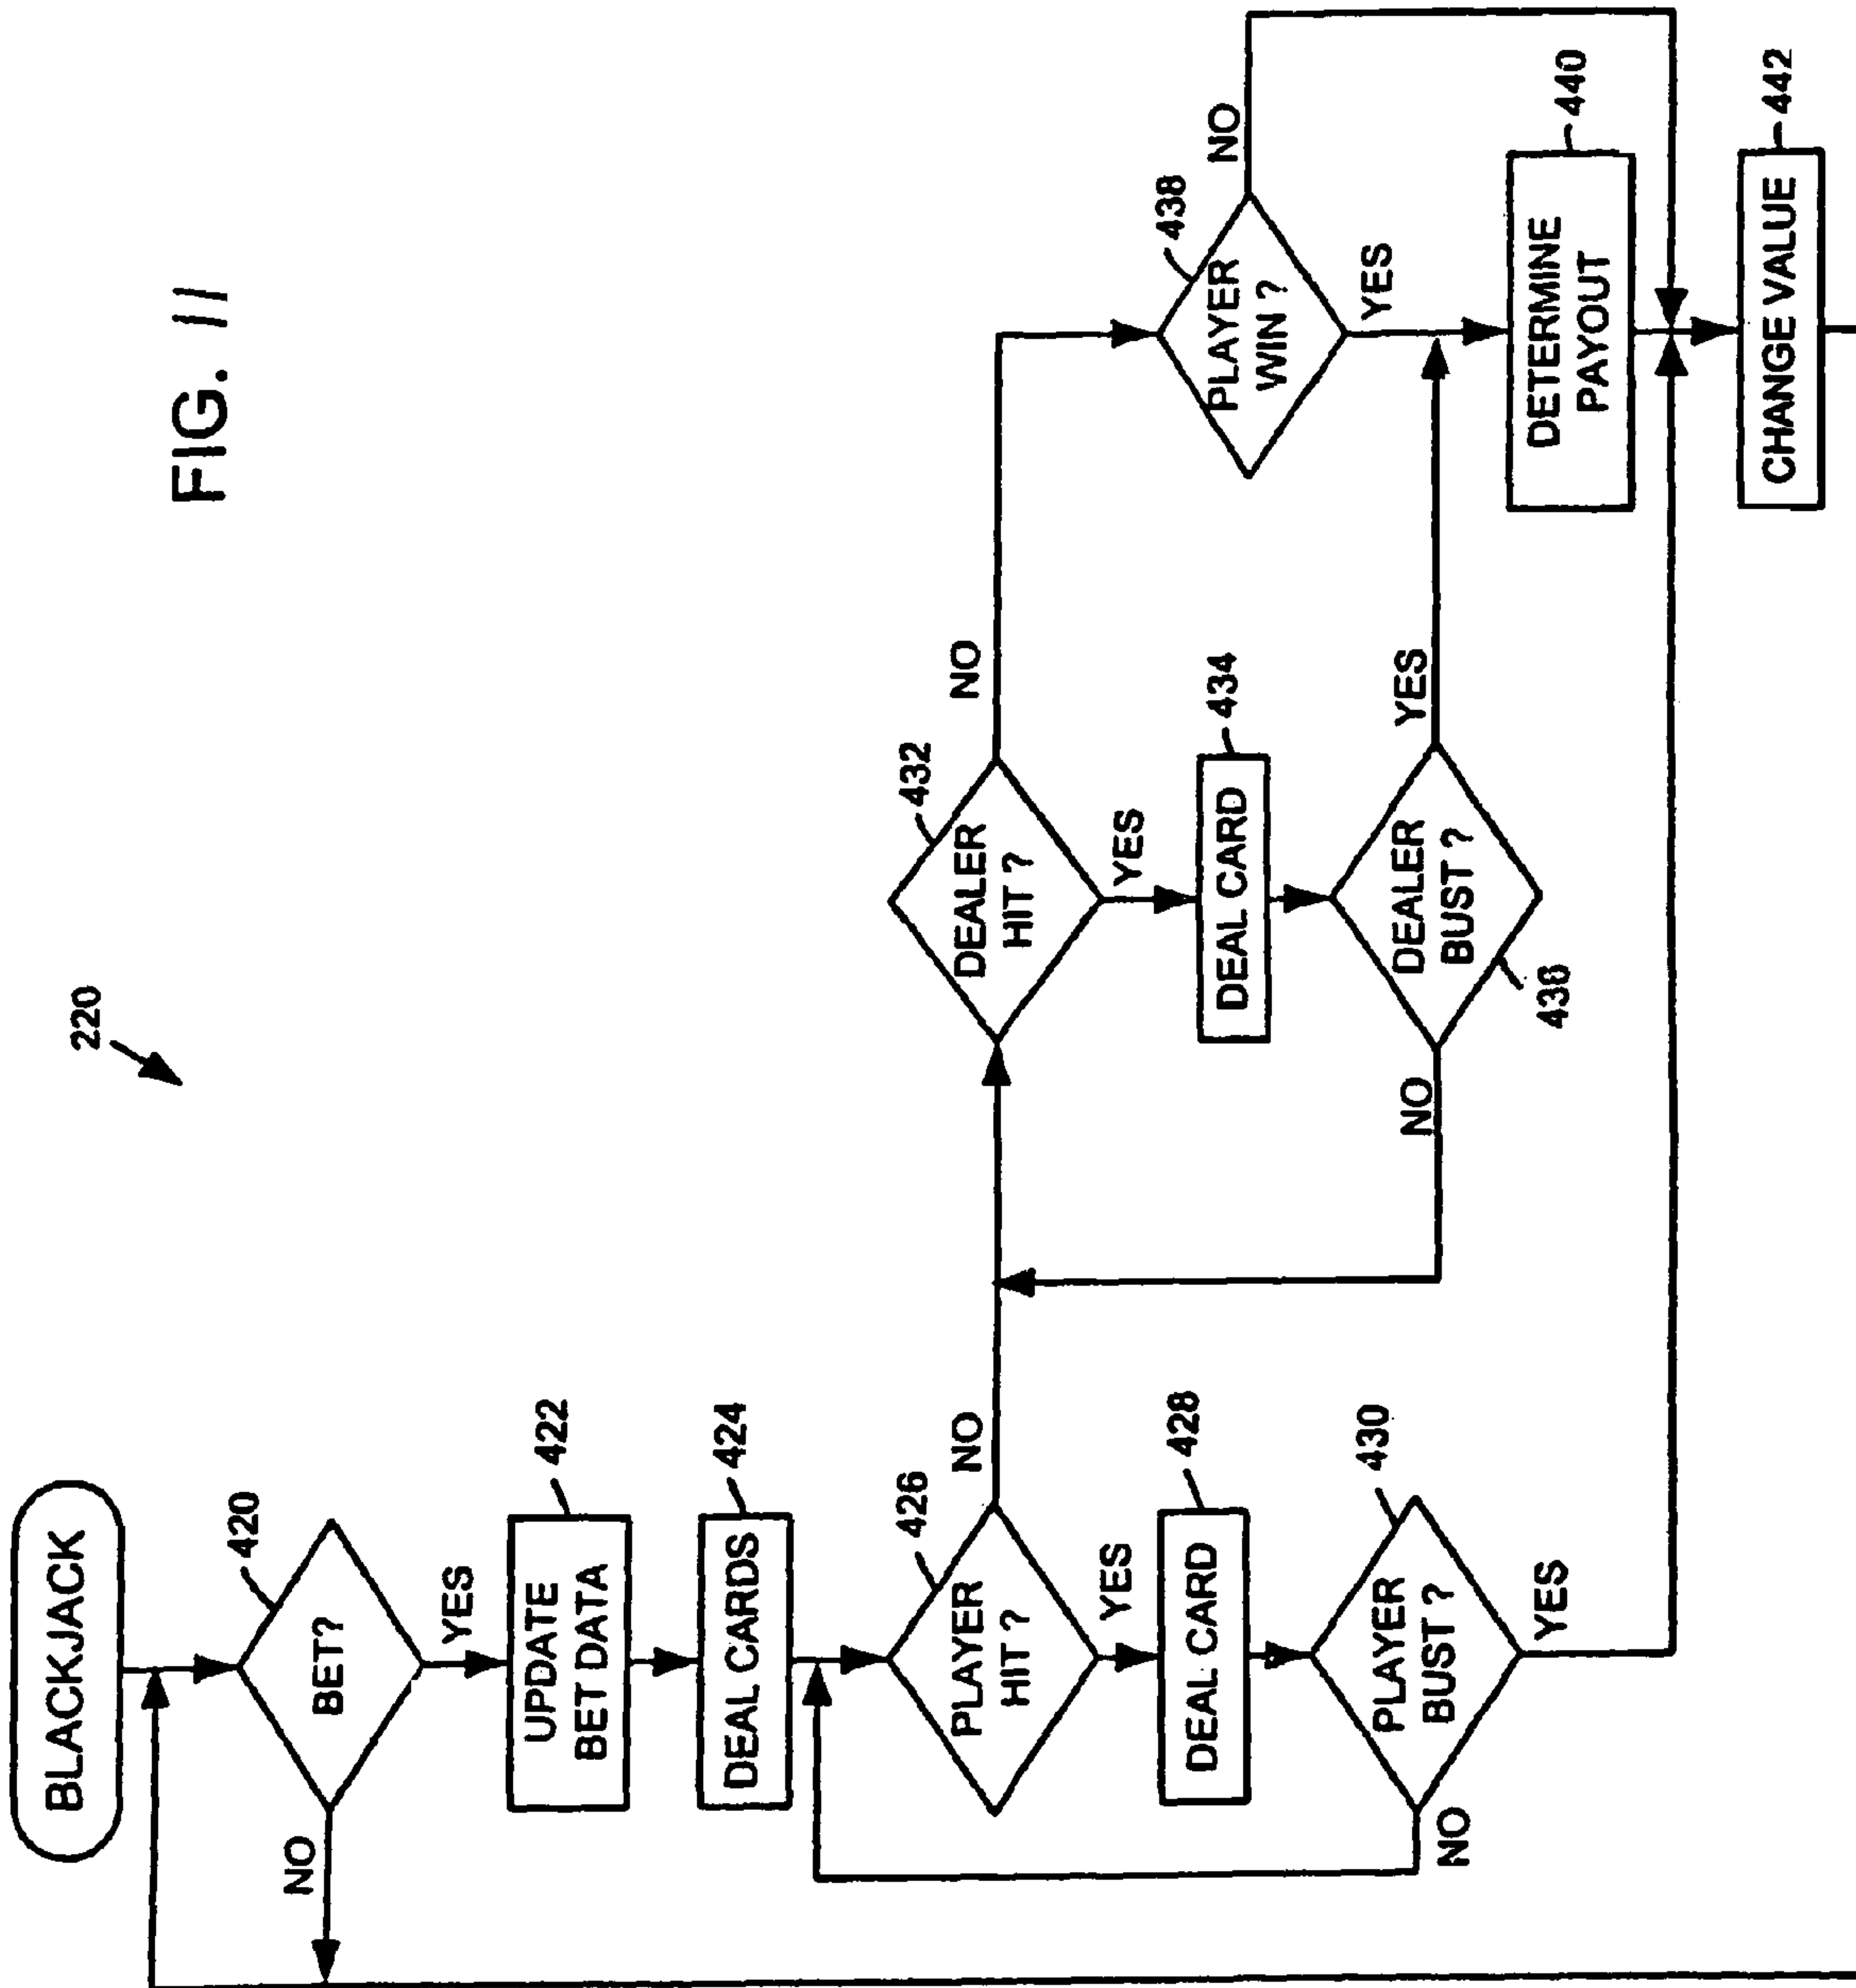 FIG. 11
220
BLACKJACK
420
BET?
NO
YES
422
UPDATE
BET DATA
424
DEAL CARDS
426
PLAYER
HIT ?
NO
YES
428
DEAL CARD
430
PLAYER
BUST ?
NO
YES
432
DEALER
HIT ?
NO
YES
434
DEAL CARD
DEALER
BUST ?
436
NO
YES
438
PLAYER
WIN ?
NO
YES
440
DETERMINE
PAYOUT
442
CHANGE VALUE